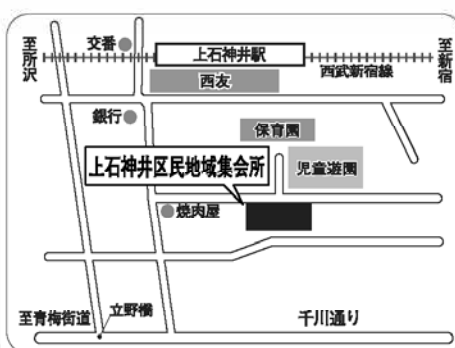 至所沢
交番
上石神井駅
至新宿
西武新宿線
西友
銀行
保育園
児童遊園
上石神井区民地域集会所
焼肉屋
至青梅街道
立野橋
千川通り